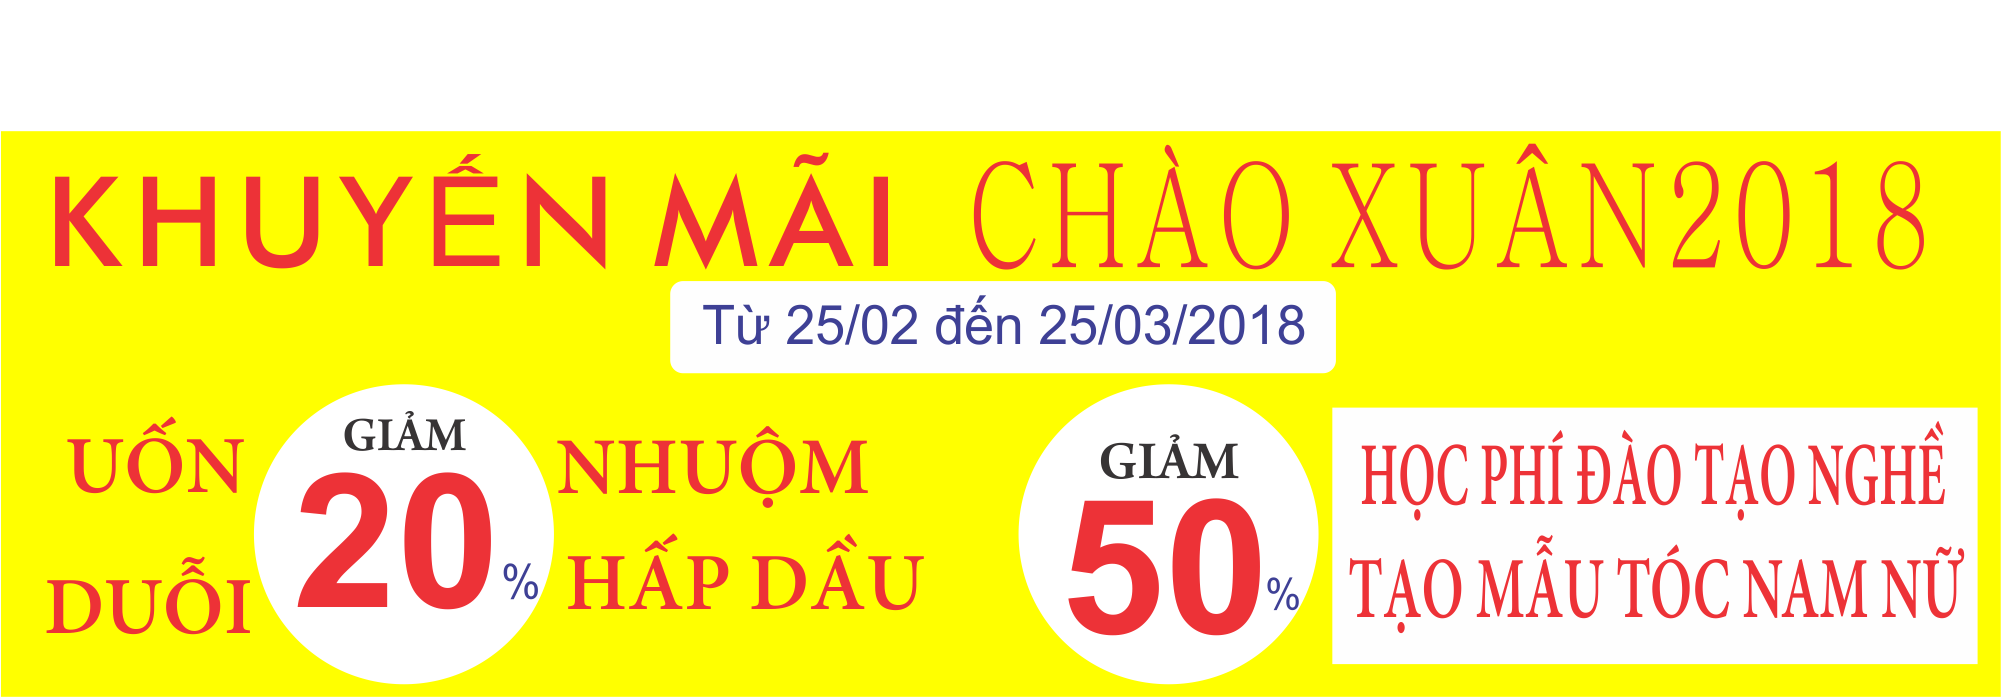 KHUYẾN MÃI CHÀO XUÂN2018
Từ 25/02 đến 25/03/2018
UỐN
DUỖI
GIẢM
20%
NHUỘM
HẤP DẦU
GIẢM
50%
HỌC PHÍ ĐÀO TẠO NGHỀ
TẠO MẪU TÓC NAM NỮ